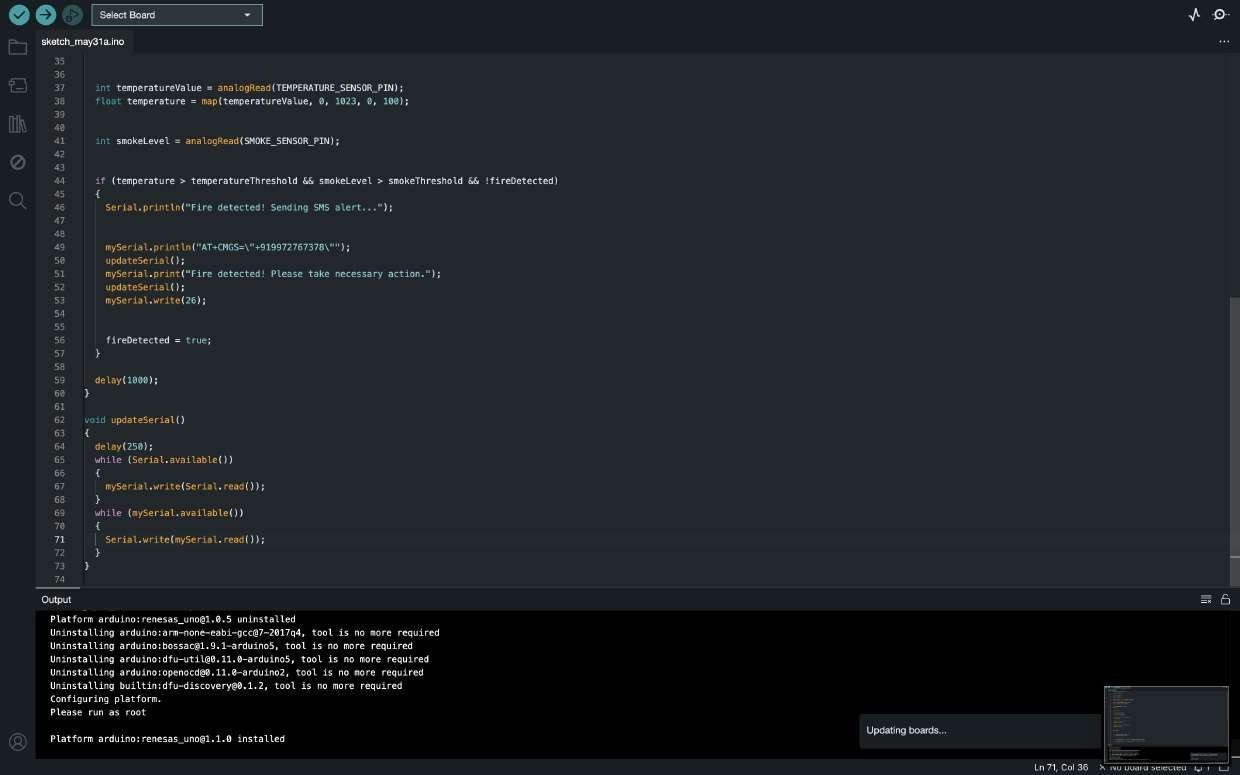 Select Board
sketch_may31a.ino
35
36
37 int temperatureValue = analogRead(TEMPERATURE_SENSOR_PIN);
38 float temperature = map(temperatureValue, 0, 1023, 0, 100);
39
40
41 int smokeLevel = analogRead(SMOKE_SENSOR_PIN);
42
43
44 if (temperature > temperatureThreshold && smokeLevel > smokeThreshold && !fireDetected)
45 {
46 Serial.println("Fire detected! Sending SMS alert...");
47
48
49 mySerial.println("AT+CMGS=\"+919972767378\"");
50 updateSerial();
51 mySerial.print("Fire detected! Please take necessary action.");
52 updateSerial();
53 mySerial.write(26);
54
55
56 fireDetected = true;
57 }
58
59 delay(1000);
60 }
61
62 void updateSerial()
63 {
64 delay(250);
65 while (Serial.available())
66 {
67 mySerial.write(Serial.read());
68 }
69 while (mySerial.available())
70 {
71 Serial.write(mySerial.read());
72 }
73 }
74
Output
Platform arduino:renesas_uno@1.0.5 uninstalled
Uninstalling arduino:arm-none-eabi-gcc@7-2017q4, tool is no more required
Uninstalling arduino:bossac@1.9.1-arduino5, tool is no more required
Uninstalling arduino:dfu-util@0.11.0-arduino5, tool is no more required
Uninstalling arduino:openocd@0.11.0-arduino2, tool is no more required
Uninstalling builtin:dfu-discovery@0.1.2, tool is no more required
Configuring platform.
Please run as root
Platform arduino:renesas_uno@1.1.0 installed
Updating boards...
Ln 71, Col 36 No board selected